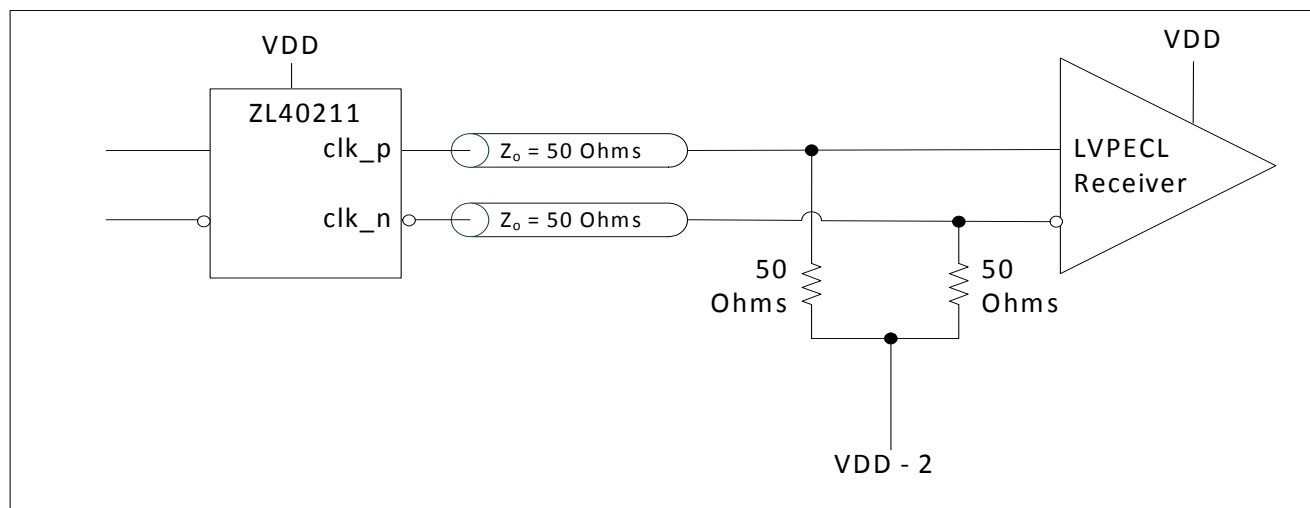 VDD
VDD
ZL40211
clk_p
Zₒ = 50 Ohms
LVPECL
Receiver
clk_n
Zₒ = 50 Ohms
50
Ohms
50
Ohms
VDD - 2